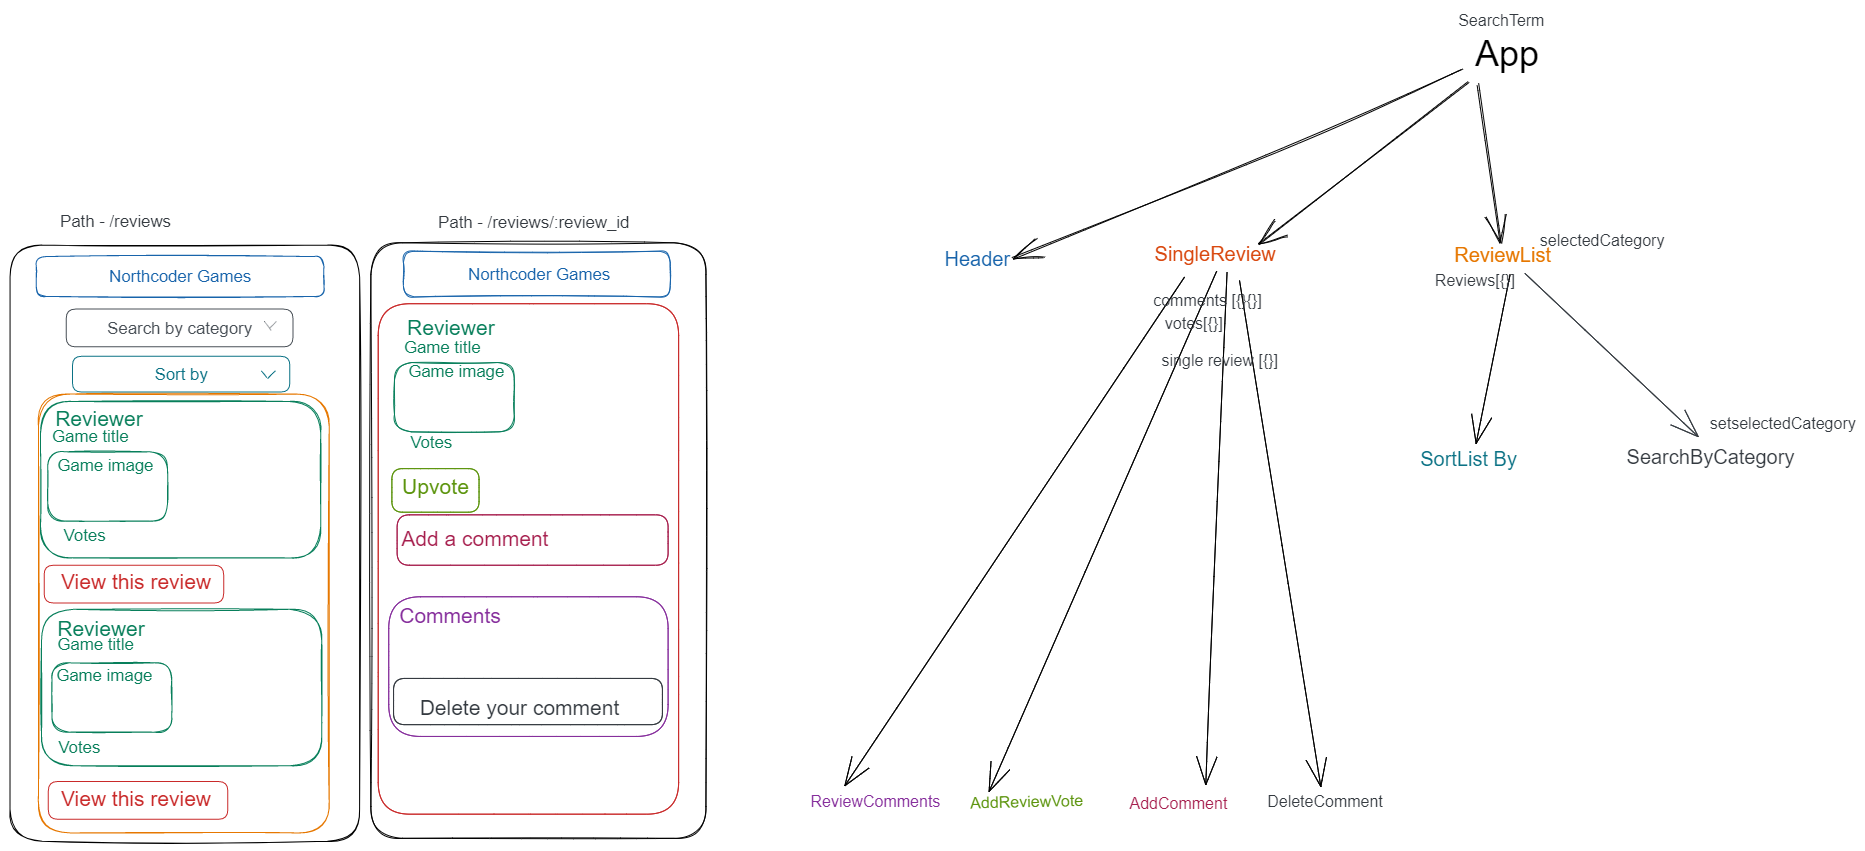 Path - /reviews
Northcoder Games
Search by category
Sort by
Reviewer
Game title
Game image
Votes
View this review
Reviewer
Game title
Game image
Votes
View this review
Path - /reviews/:review_id
Northcoder Games
Reviewer
Game title
Game image
Votes
Upvote
Add a comment
Comments
Delete your comment
SearchTerm
App
Header
SingleReview
comments [{}{}]
votes[{}]
single review [{}]
ReviewList
selectedCategory
Reviews[{}]
SortList By
setselectedCategory
SearchByCategory
ReviewComments
AddReviewVote
AddComment
DeleteComment